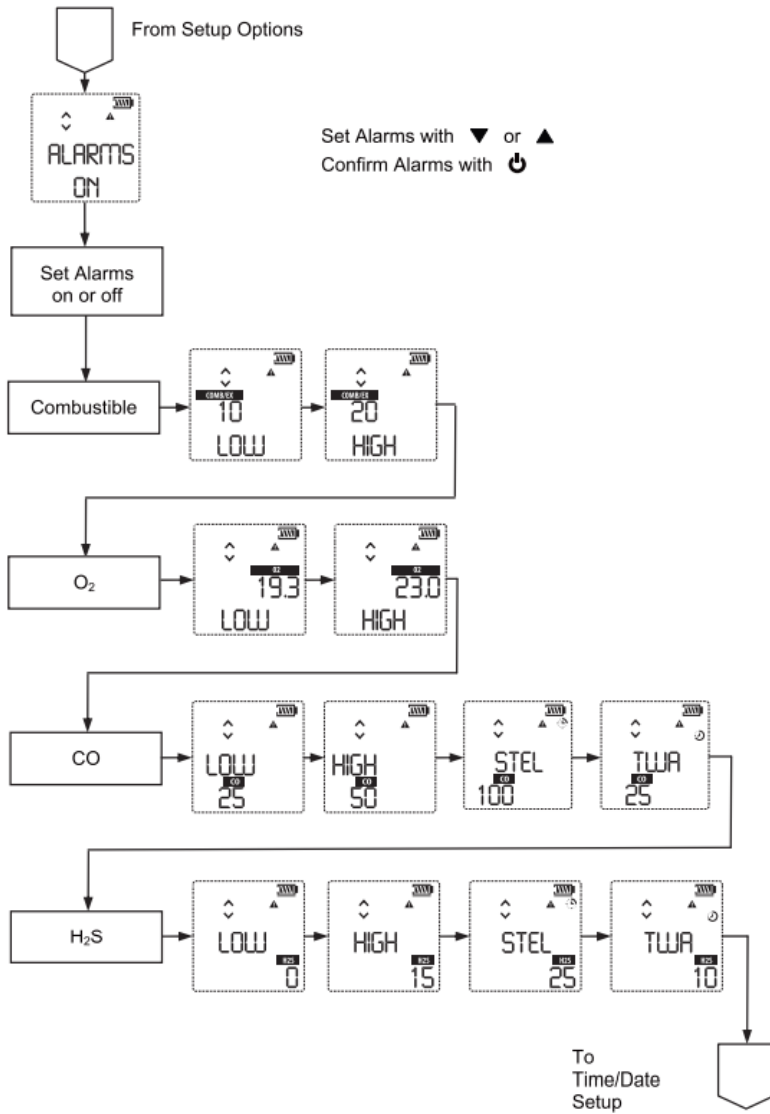 From Setup Options
ALARMS
ON
Set Alarms with ▼ or ▲
Confirm Alarms with ⏻
Set Alarms
on or off
Combustible
COMB/EX
10
LOW
COMB/EX
20
HIGH
O₂
O2
19.3
LOW
O2
23.0
HIGH
CO
LOW
CO
25
HIGH
CO
50
STEL
CO
100
TWA
CO
25
H₂S
LOW
H2S
0
HIGH
H2S
15
STEL
H2S
25
TWA
H2S
10
To
Time/Date
Setup